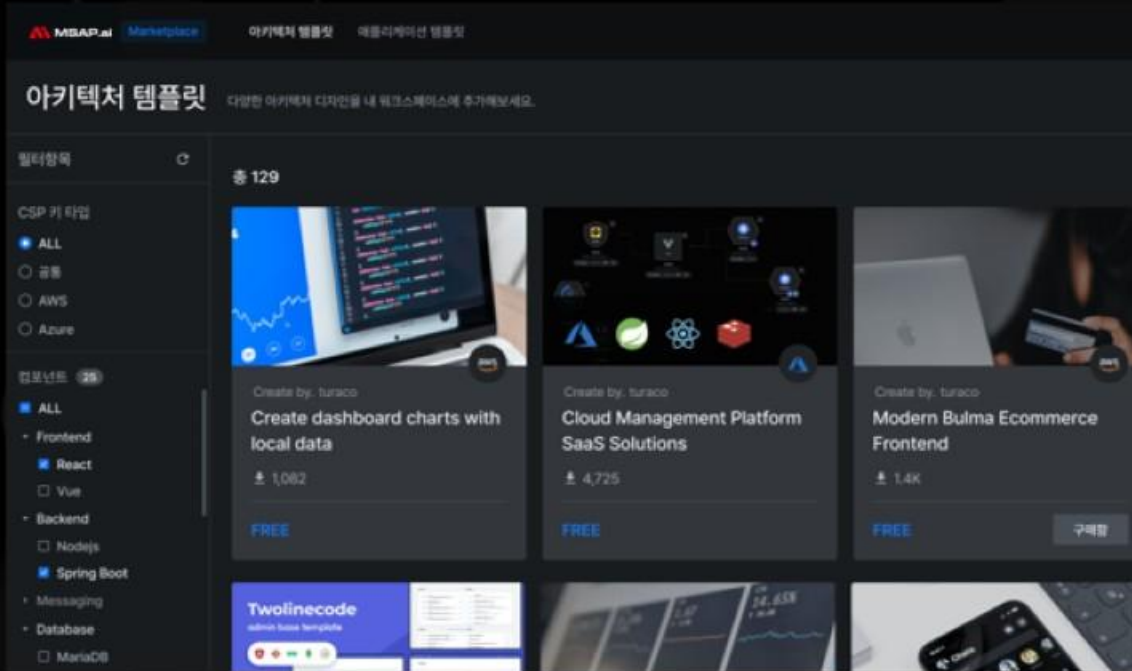 MSAP.ai Marketplace 아키텍처 템플릿 애플리케이션 템플릿
아키텍처 템플릿 다양한 아키텍처 디자인을 내 워크스페이스에 추가해보세요.
필터항목
총 129
CSP 키 타입
ALL
공통
AWS
Azure
컴포넌트 25
ALL
Frontend
React
Vue
Backend
Nodejs
Spring Boot
Messaging
Database
MariaDB
aws
Create by. turaco
Create dashboard charts with
local data
1,082
FREE
Create by. turaco
Cloud Management Platform
SaaS Solutions
4,725
FREE
aws
Create by. turaco
Modern Bulma Ecommerce
Frontend
1.4K
FREE
구매함
Twolinecode
admin base template
14.65%
Chats